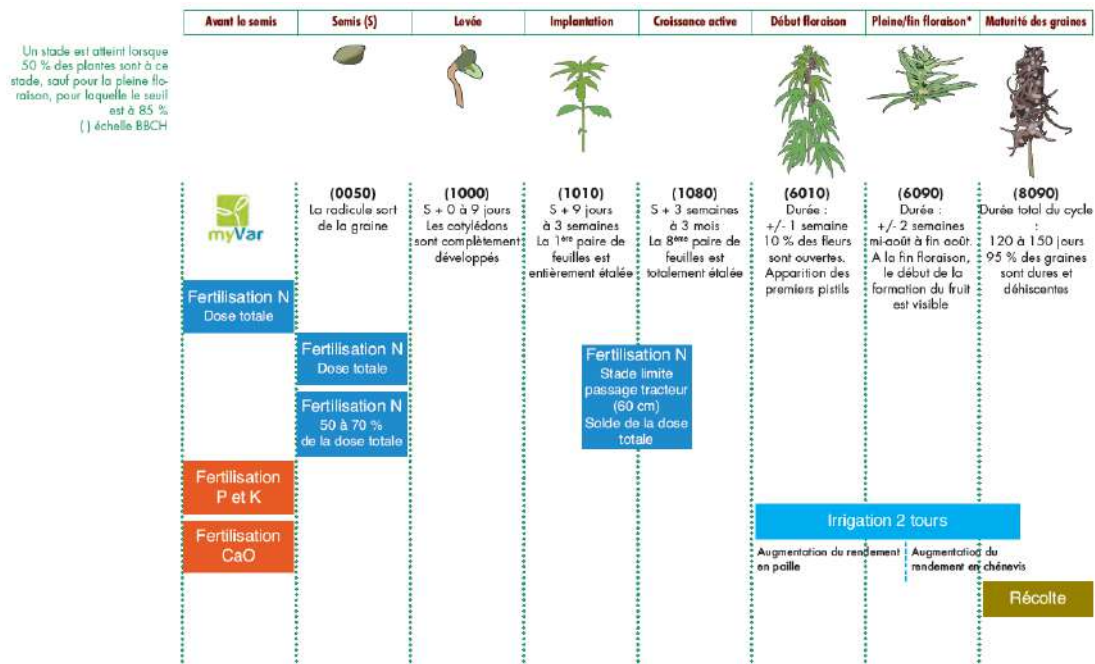 Avant le semis
Semis (S)
Levée
Implantation
Croissance active
Début floraison
Pleine/fin floraison*
Maturité des graines
Un stade est atteint lorsque
50 % des plantes sont à ce
stade, sauf pour la pleine flo-
raison, pour laquelle le seuil
est à 85 %
( ) échelle BBCH
myVar
(0050)
La radicule sort
de la graine
(1000)
S + 0 à 9 jours
Les cotylédons
sont complètement
développés
(1010)
S + 9 jours
à 3 semaines
La 1ère paire de
feuilles est
entièrement étalée
(1080)
S + 3 semaines
à 3 mois
La 8ème paire de
feuilles est
totalement étalée
(6010)
Durée :
+/- 1 semaine
10 % des fleurs
sont ouvertes.
Apparition des
premiers pistils
(6090)
Durée :
+/- 2 semaines
mi-août à fin août.
A la fin floraison,
le début de la
formation du fruit
est visible
(8090)
Durée total du cycle
:
120 à 150 jours
95 % des graines
sont dures et
déhiscentes
Fertilisation N
Dose totale
Fertilisation N
Dose totale
Fertilisation N
50 à 70 %
de la dose totale
Fertilisation N
Stade limite
passage tracteur
(60 cm)
Solde de la dose
totale
Fertilisation
P et K
Fertilisation
CaO
Irrigation 2 tours
Augmentation du rendement
en paille
Augmentation du
rendement en chénevis
Récolte